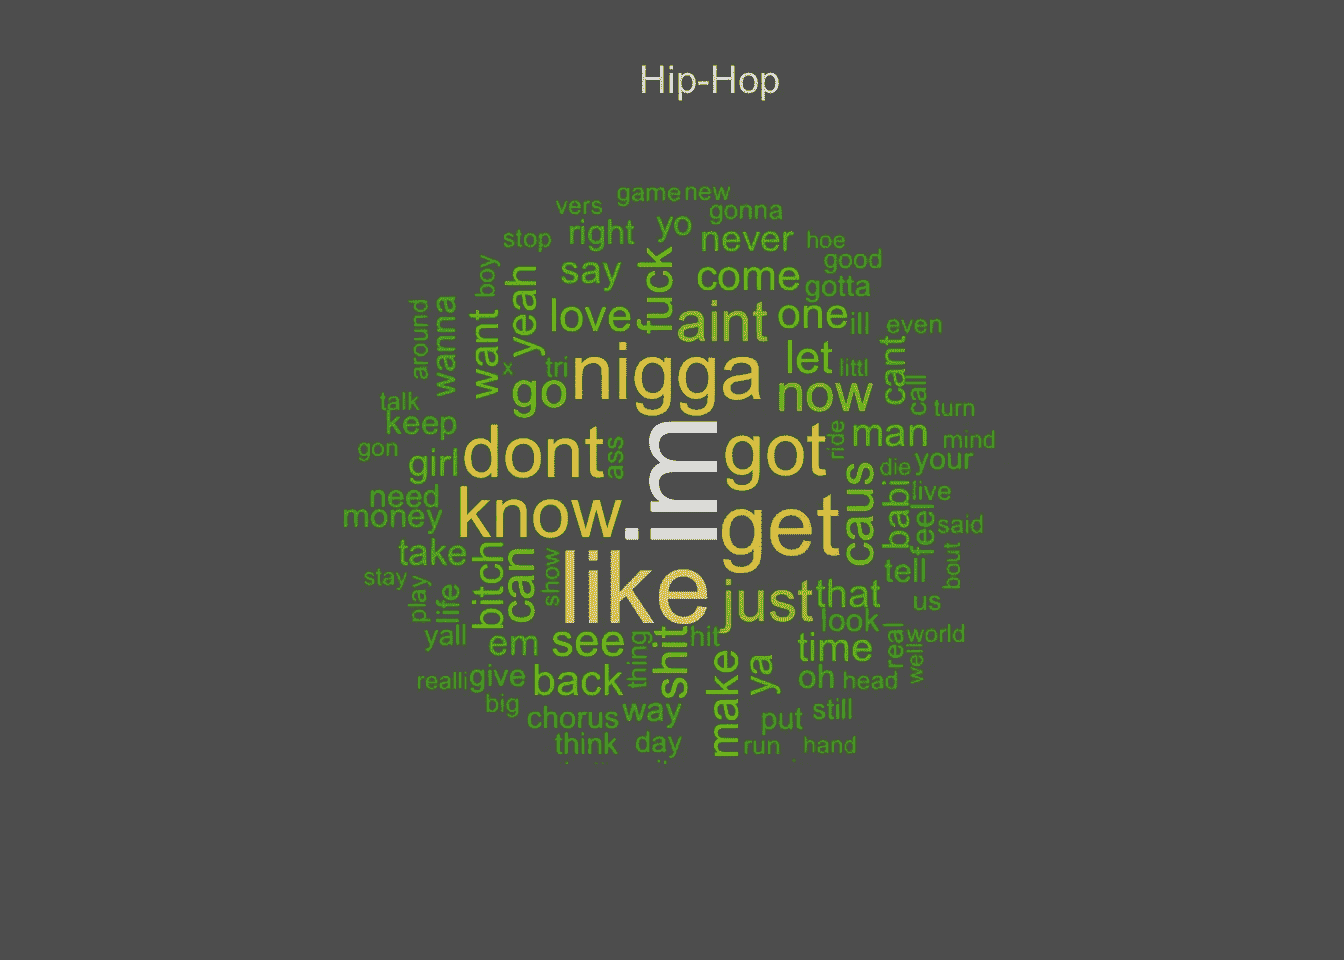 Hip-Hop
game new
vers
gonna
stop right yo never hoe
boy say fuck come good
gotta
around wanna want yeah love aint one ill even
x tri nigga let littl cant
go now call
talk turn
keep
gon girl dont ass im got ride man mind
die your
need know get caus babi live
money feel said
take bitch can show like just that tell bout
stay play life look us
yall em see thing shit hit time real world
well
realli give back make ya oh head
big chorus way put still
think day run hand